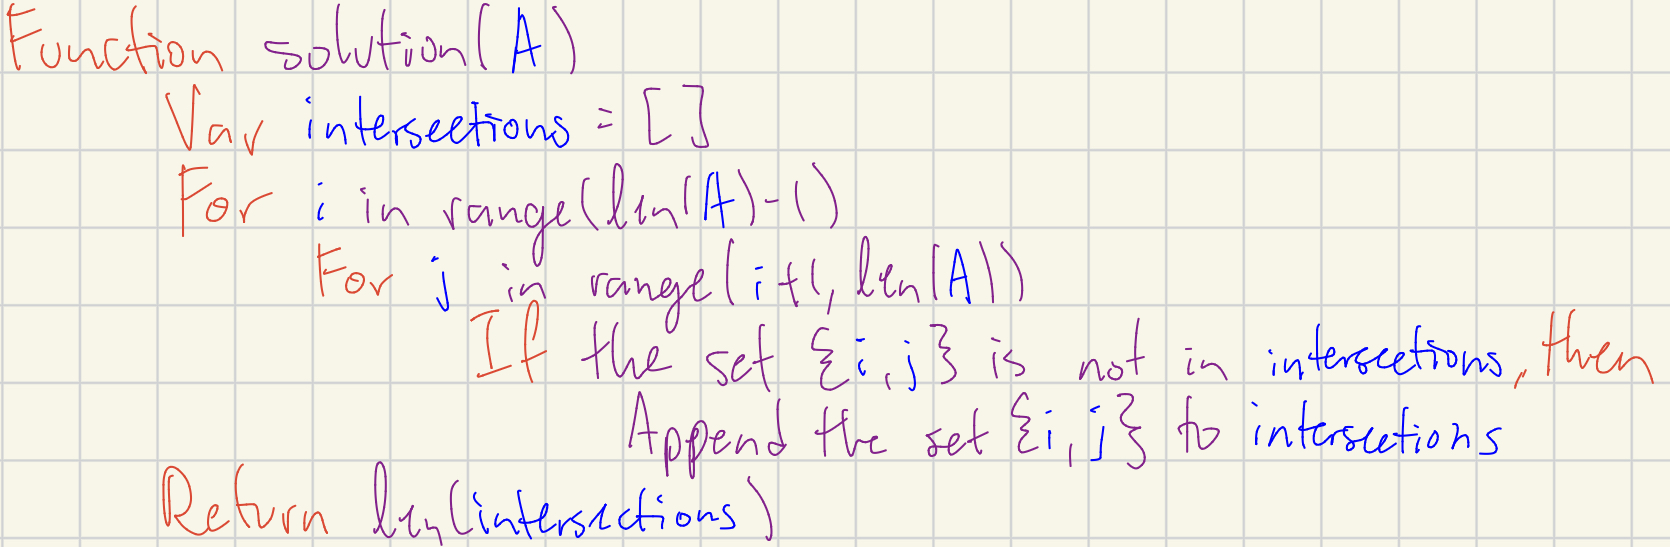 Function solution(A)
Var intersections = []
For i in range(len(A)-1)
For j in range(i+1, len(A))
If the set {i,j} is not in intersections, then
Append the set {i,j} to intersections
Return len(intersections)